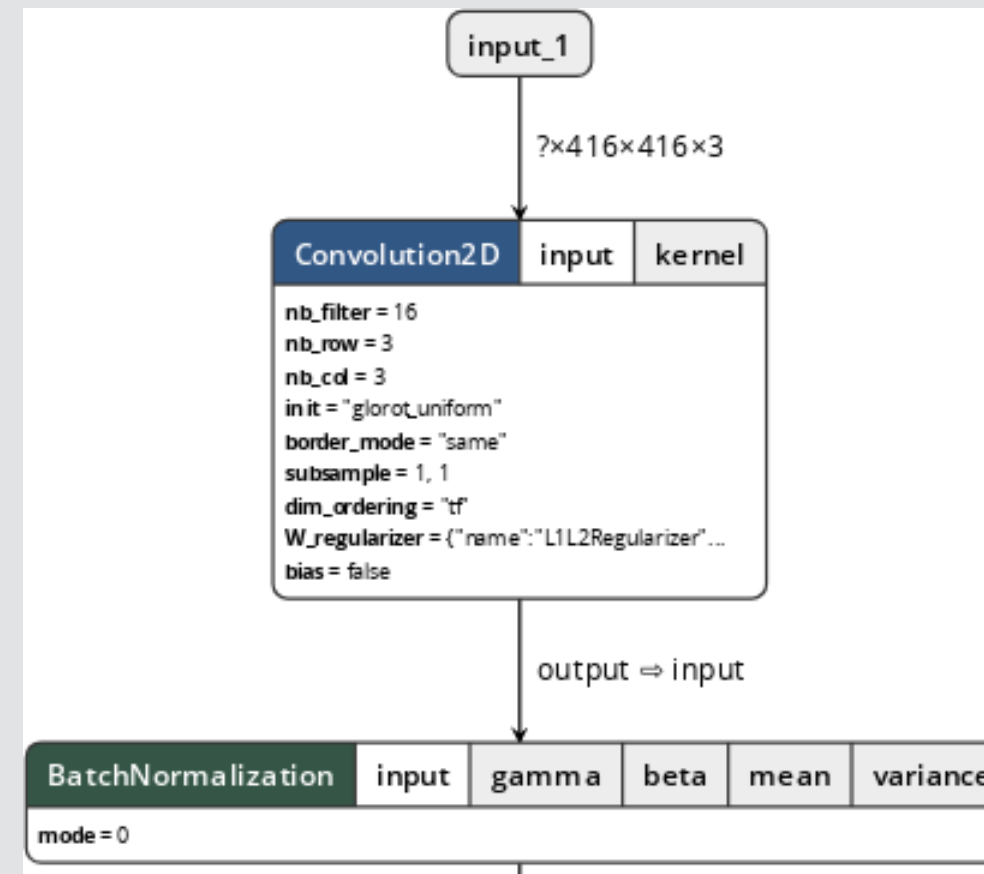 input_1
?×416×416×3
Convolution2D input kernel
nb_filter = 16
nb_row = 3
nb_col = 3
init = "glorot_uniform"
border_mode = "same"
subsample = 1, 1
dim_ordering = "tf"
W_regularizer = {"name":"L1L2Regularizer"...
bias = false
output ⇨ input
BatchNormalization input gamma beta mean variance
mode = 0